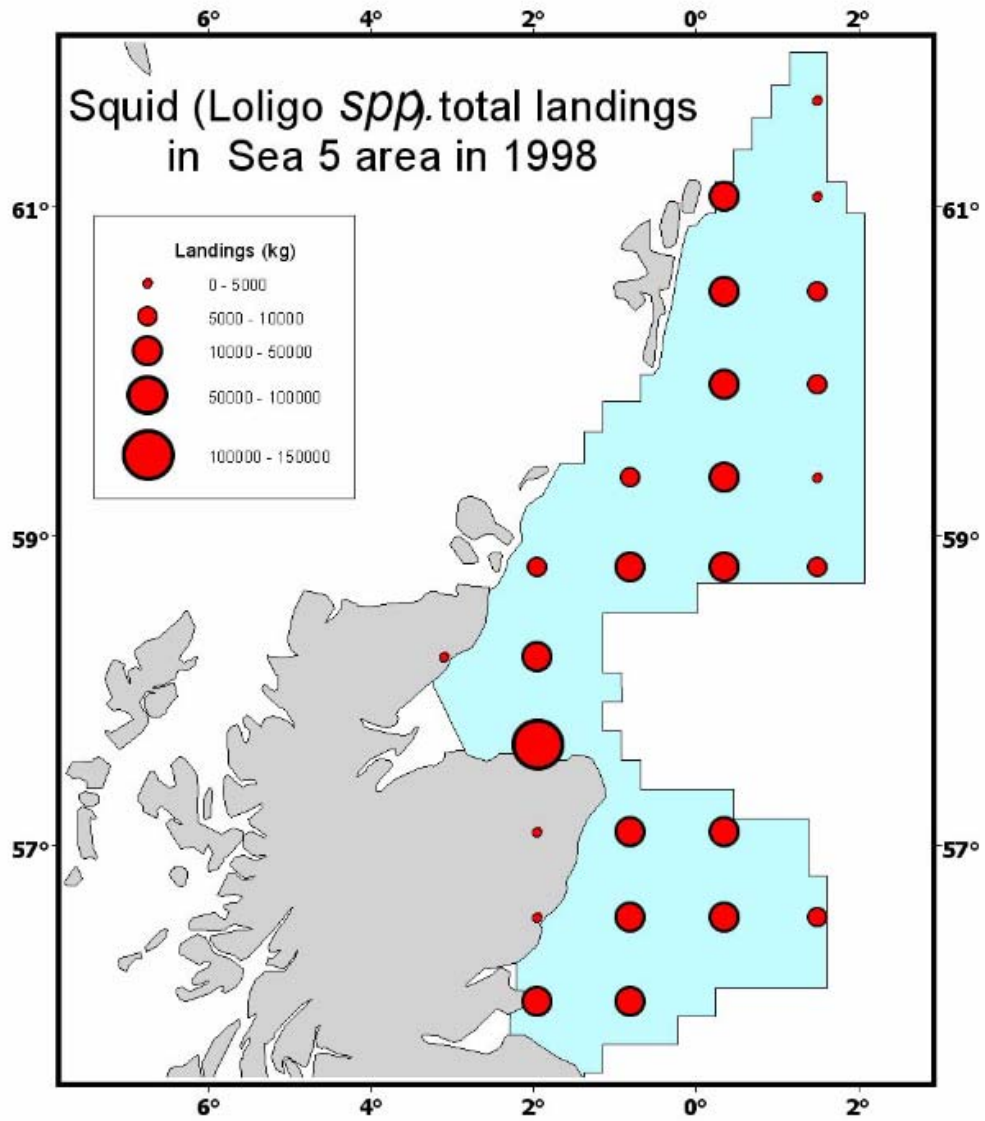 6° 4° 2° 0° 2°
Squid (Loligo spp). total landings
in Sea 5 area in 1998
61° 61°
Landings (kg)
0 - 5000
5000 - 10000
10000 - 50000
50000 - 100000
100000 - 150000
59° 59°
57° 57°
6° 4° 2° 0° 2°